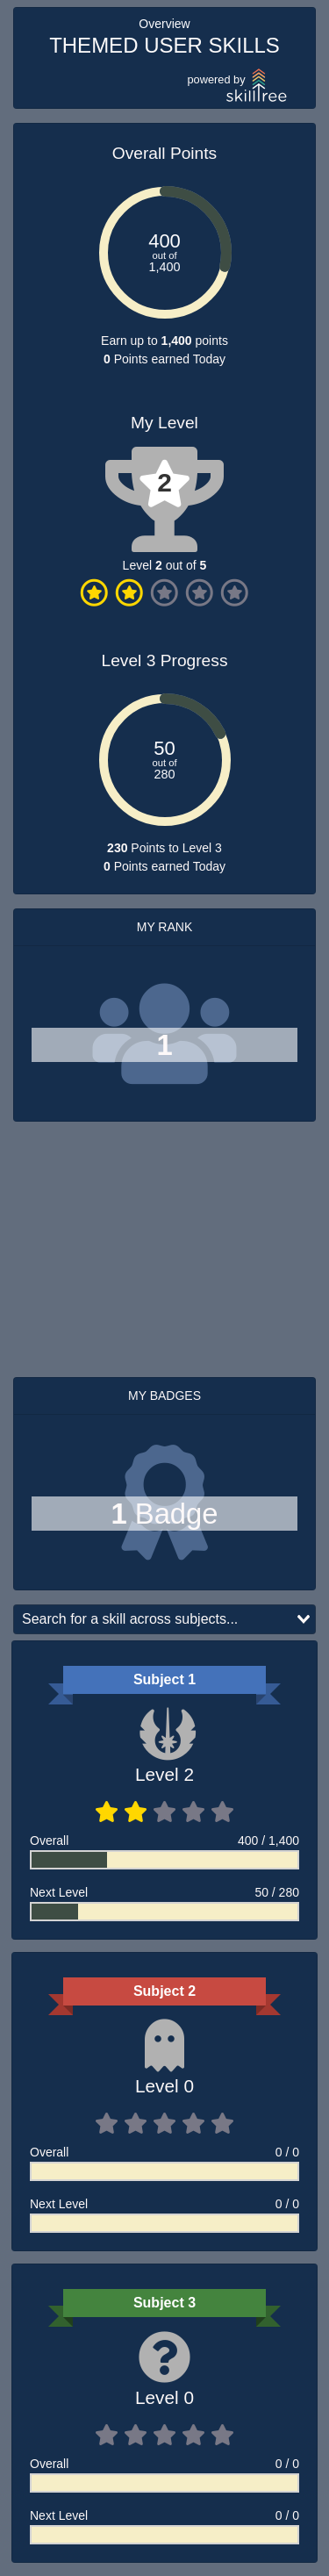 Overview
THEMED USER SKILLS
powered by
skilltree
Overall Points
400
out of
1,400
Earn up to 1,400 points
0 Points earned Today
My Level
2
Level 2 out of 5
Level 3 Progress
50
out of
280
230 Points to Level 3
0 Points earned Today
MY RANK
1
MY BADGES
1 Badge
Search for a skill across subjects...
Subject 1
Level 2
Overall 400 / 1,400
Next Level 50 / 280
Subject 2
Level 0
Overall 0 / 0
Next Level 0 / 0
Subject 3
Level 0
Overall 0 / 0
Next Level 0 / 0